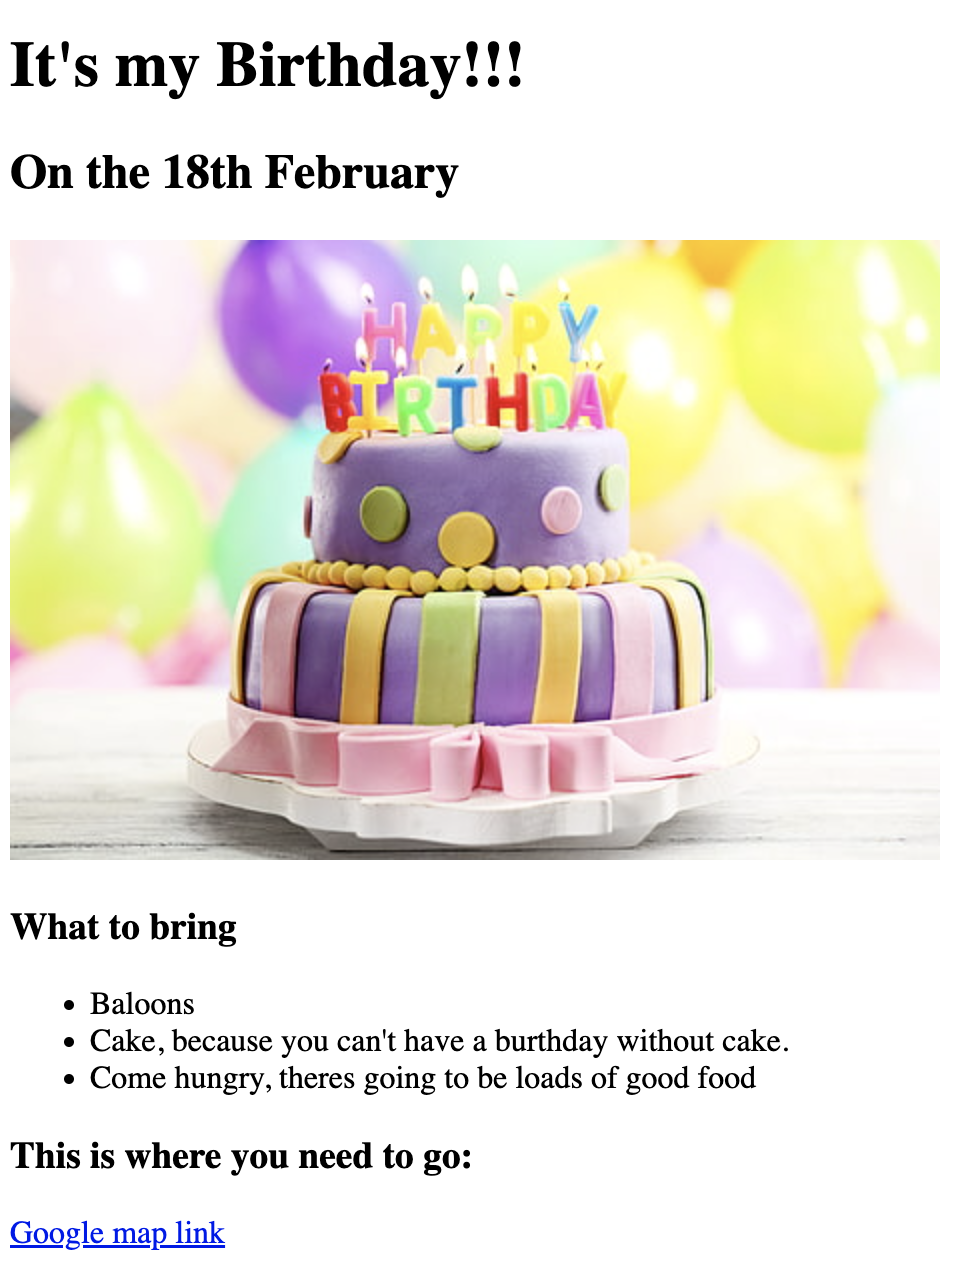 It's my Birthday!!!
On the 18th February
HAPPY
BIRTHDAY
What to bring
Baloons
Cake, because you can't have a burthday without cake.
Come hungry, theres going to be loads of good food
This is where you need to go:
Google map link